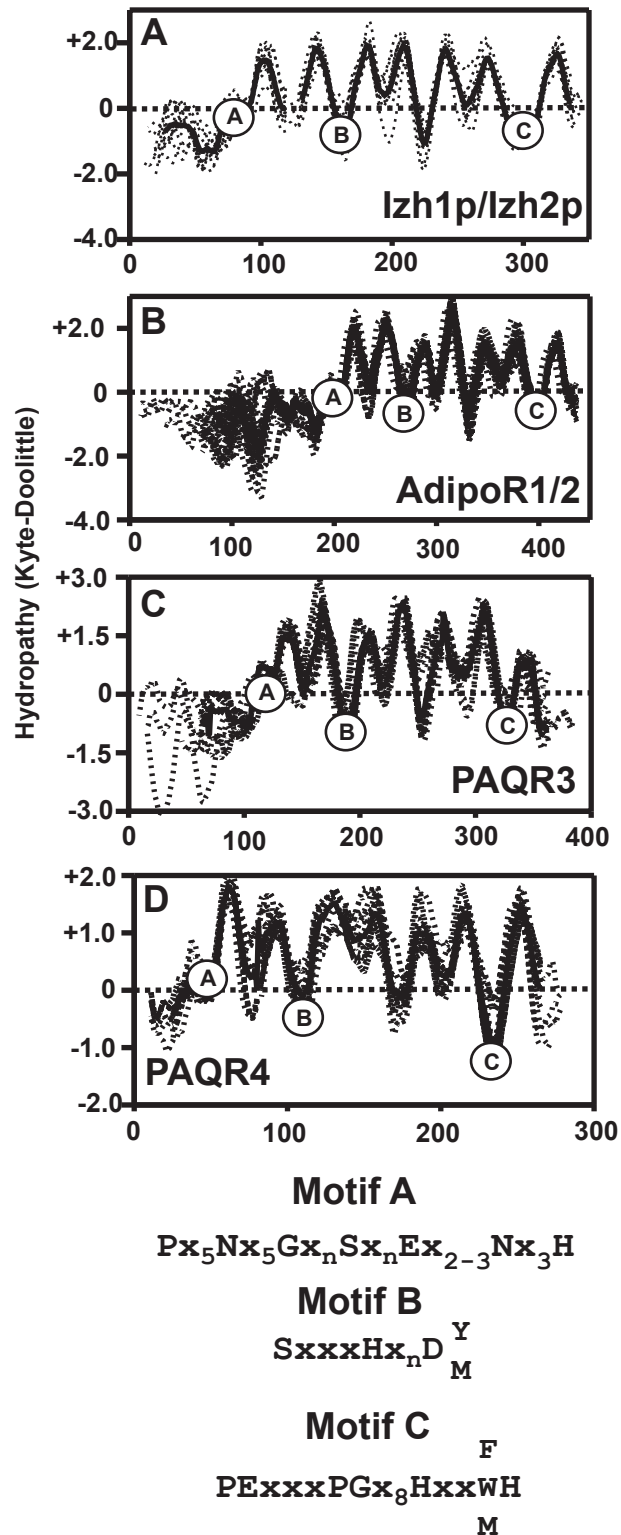 Hydropathy (Kyte-Doolittle)
A
+2.0
0
-2.0
-4.0
A
B
C
Izh1p/Izh2p
0 100 200 300
B
+2.0
0
-2.0
-4.0
A
B
C
AdipoR1/2
0 100 200 300 400
C
+3.0
+1.5
0
-1.5
-3.0
A
B
C
PAQR3
0 100 200 300 400
D
+2.0
+1.0
0
-1.0
-2.0
A
B
C
PAQR4
0 100 200 300
Motif A
Px₅Nx₅GxₙSxₙEx₂₋₃Nx₃H
Motif B
Y
SxxxHxₙD
M
Motif C
F
PExxxPGx₈HxxWH
M